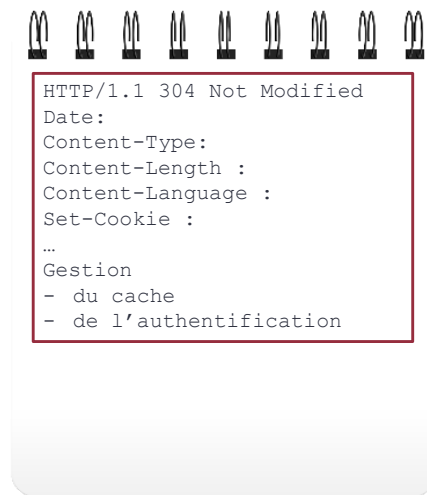 HTTP/1.1 304 Not Modified
Date:
Content-Type:
Content-Length :
Content-Language :
Set-Cookie :
…
Gestion
- du cache
- de l’authentification